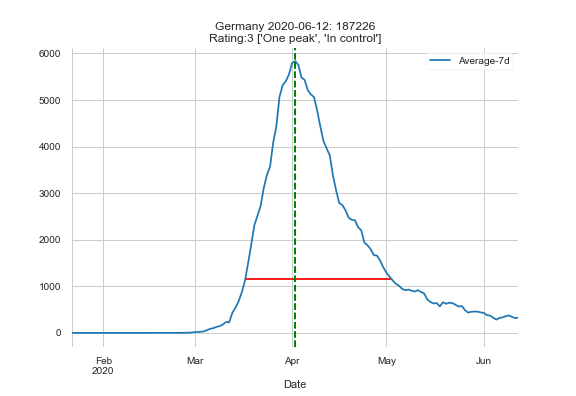 Germany 2020-06-12: 187226
Rating:3 ['One peak', 'In control']
Average-7d
6000
5000
4000
3000
2000
1000
0
Feb Mar Apr May Jun
2020
Date